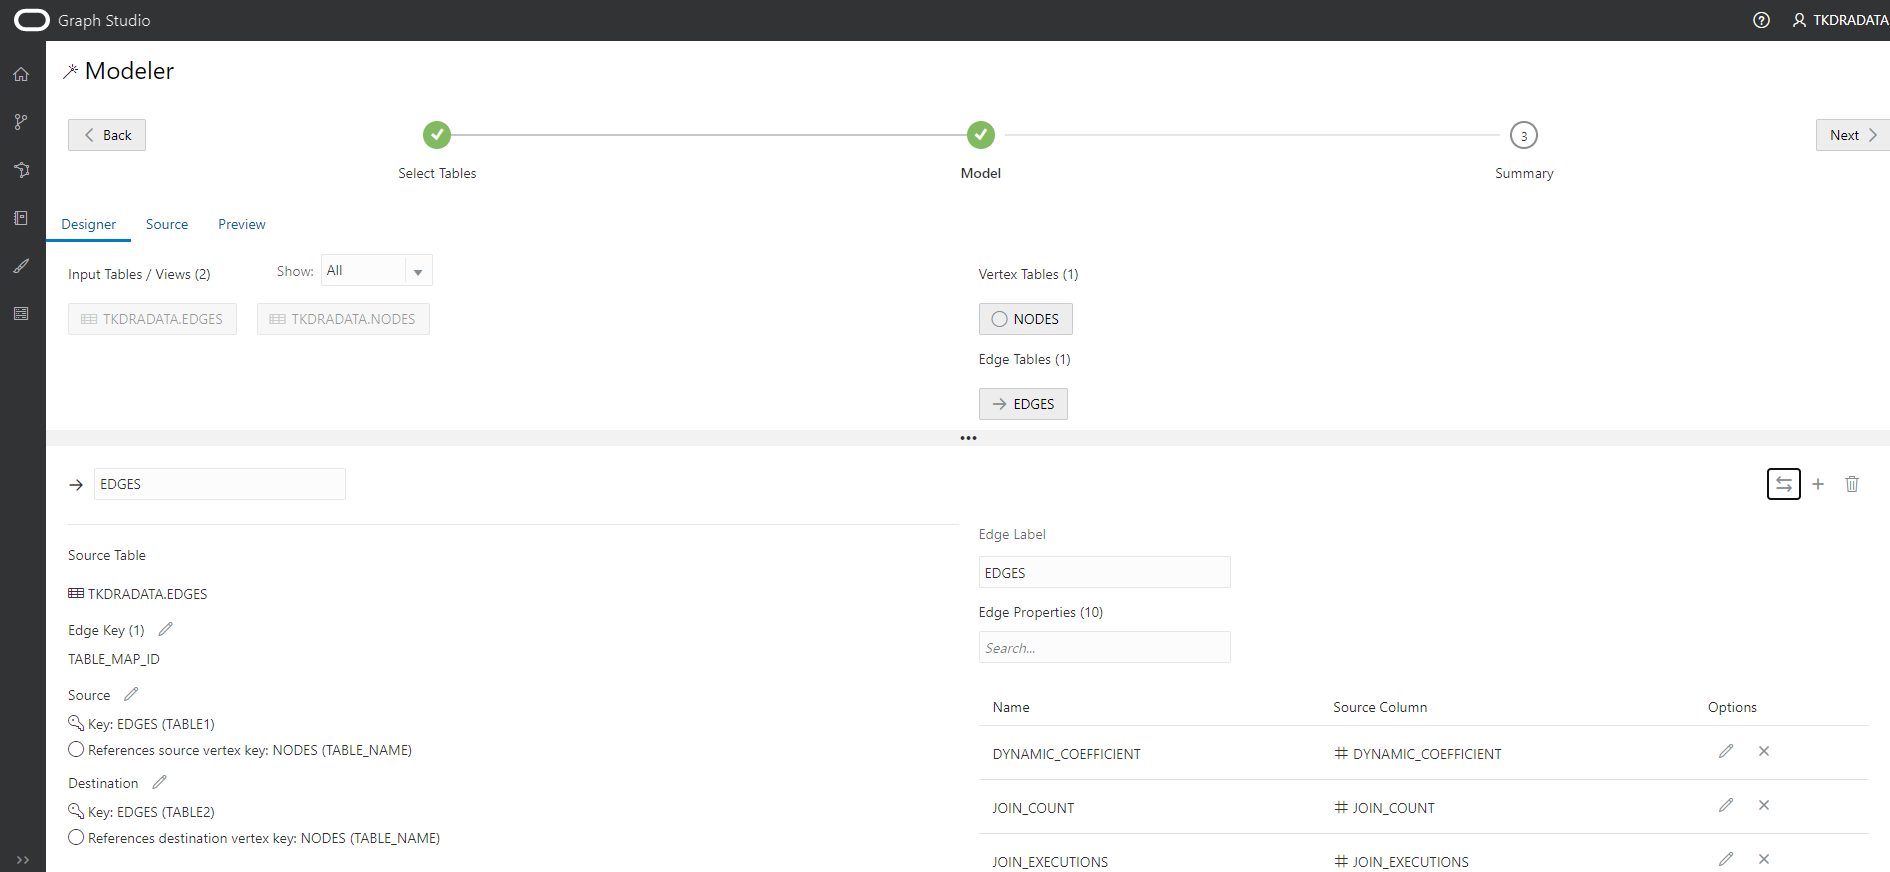 Graph Studio
TKDRADATA
Modeler
Back
Next
3
Select Tables
Model
Summary
Designer
Source
Preview
Input Tables / Views (2)
Show:
All
Vertex Tables (1)
TKDRADATA.EDGES
TKDRADATA.NODES
NODES
Edge Tables (1)
EDGES
EDGES
Source Table
TKDRADATA.EDGES
Edge Key (1)
TABLE_MAP_ID
Source
Key: EDGES (TABLE1)
References source vertex key: NODES (TABLE_NAME)
Destination
Key: EDGES (TABLE2)
References destination vertex key: NODES (TABLE_NAME)
Edge Label
EDGES
Edge Properties (10)
Search...
Name Source Column Options
DYNAMIC_COEFFICIENT DYNAMIC_COEFFICIENT
JOIN_COUNT JOIN_COUNT
JOIN_EXECUTIONS JOIN_EXECUTIONS